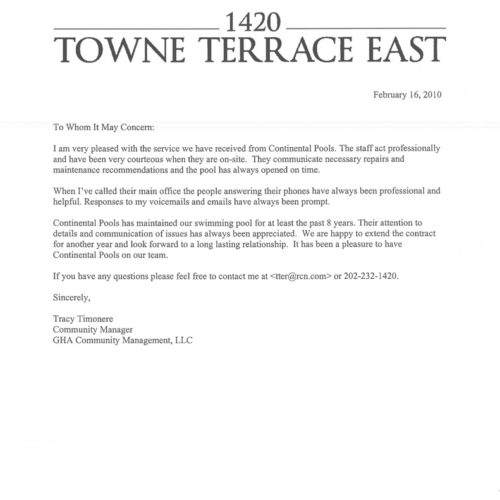 1420
TOWNE TERRACE EAST
February 16, 2010
To Whom It May Concern:
I am very pleased with the service we have received from Continental Pools. The staff act professionally
and have been very courteous when they are on-site. They communicate necessary repairs and
maintenance recommendations and the pool has always opened on time.
When I've called their main office the people answering their phones have always been professional and
helpful. Responses to my voicemails and emails have always been prompt.
Continental Pools has maintained our swimming pool for at least the past 8 years. Their attention to
details and communication of issues has always been appreciated. We are happy to extend the contract
for another year and look forward to a long lasting relationship. It has been a pleasure to have
Continental Pools on our team.
If you have any questions please feel free to contact me at <tter@rcn.com> or 202-232-1420.
Sincerely,
Tracy Timonere
Community Manager
GHA Community Management, LLC